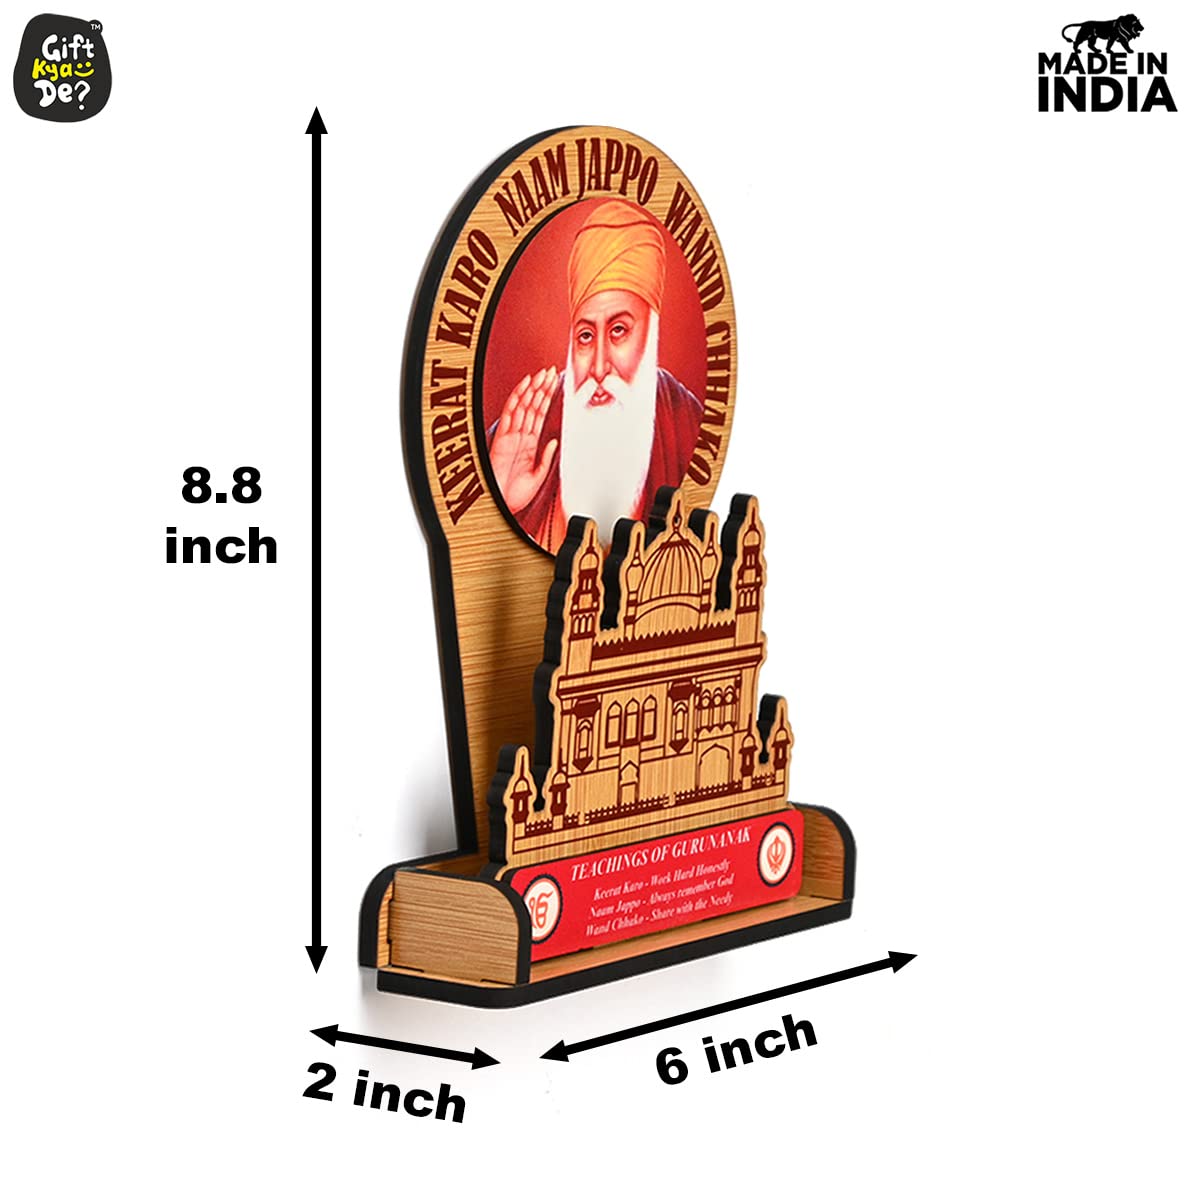 Gift
Kya
De?
TM
MADE IN
INDIA
KEERAT KARO NAAM JAPPO WANND CHHAKO
8.8
inch
TEACHINGS OF GURUNANAK
Keerat Karo - Work Hard Honestly
Naam Jappo - Always remember God
Wand Chhako - Share with the Needy
ੴ
2 inch
6 inch